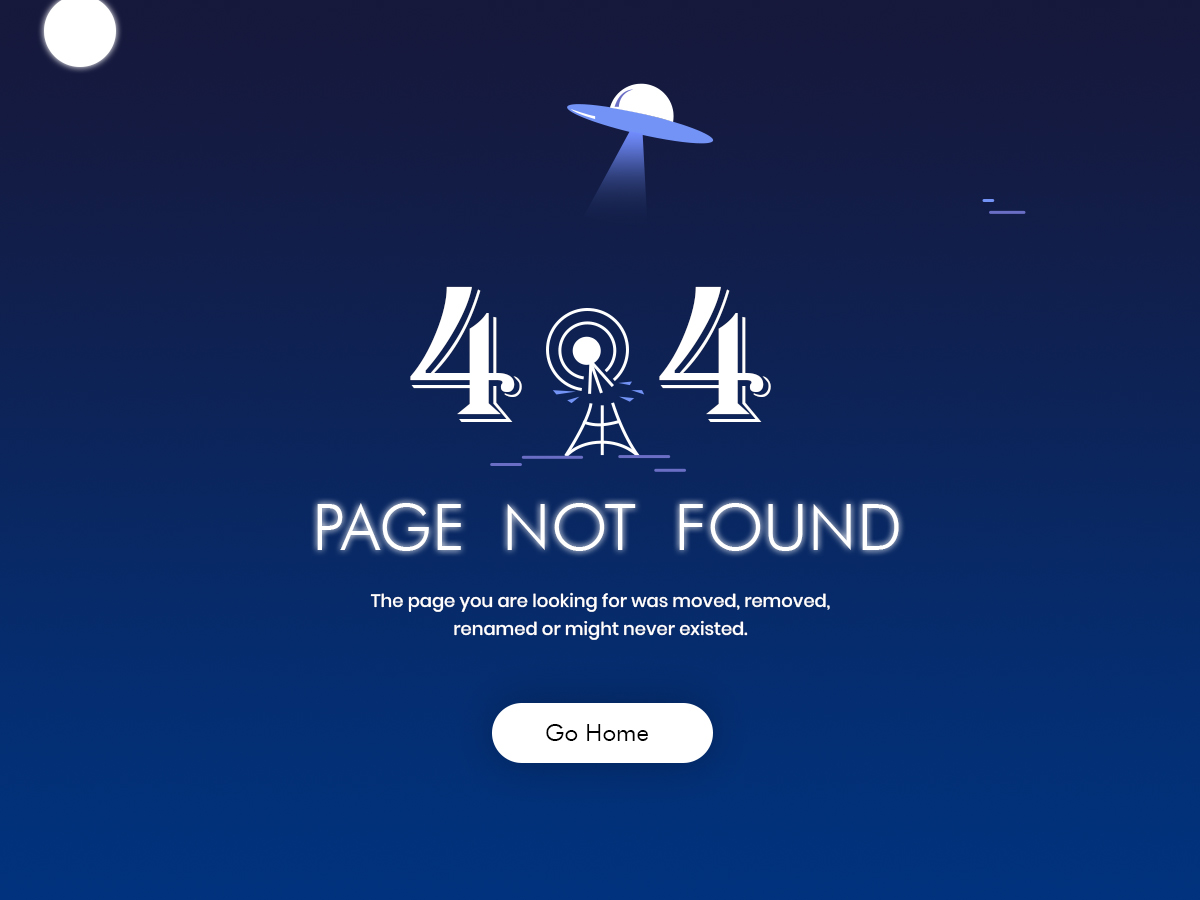 404
PAGE NOT FOUND
The page you are looking for was moved, removed,
renamed or might never existed.
Go Home